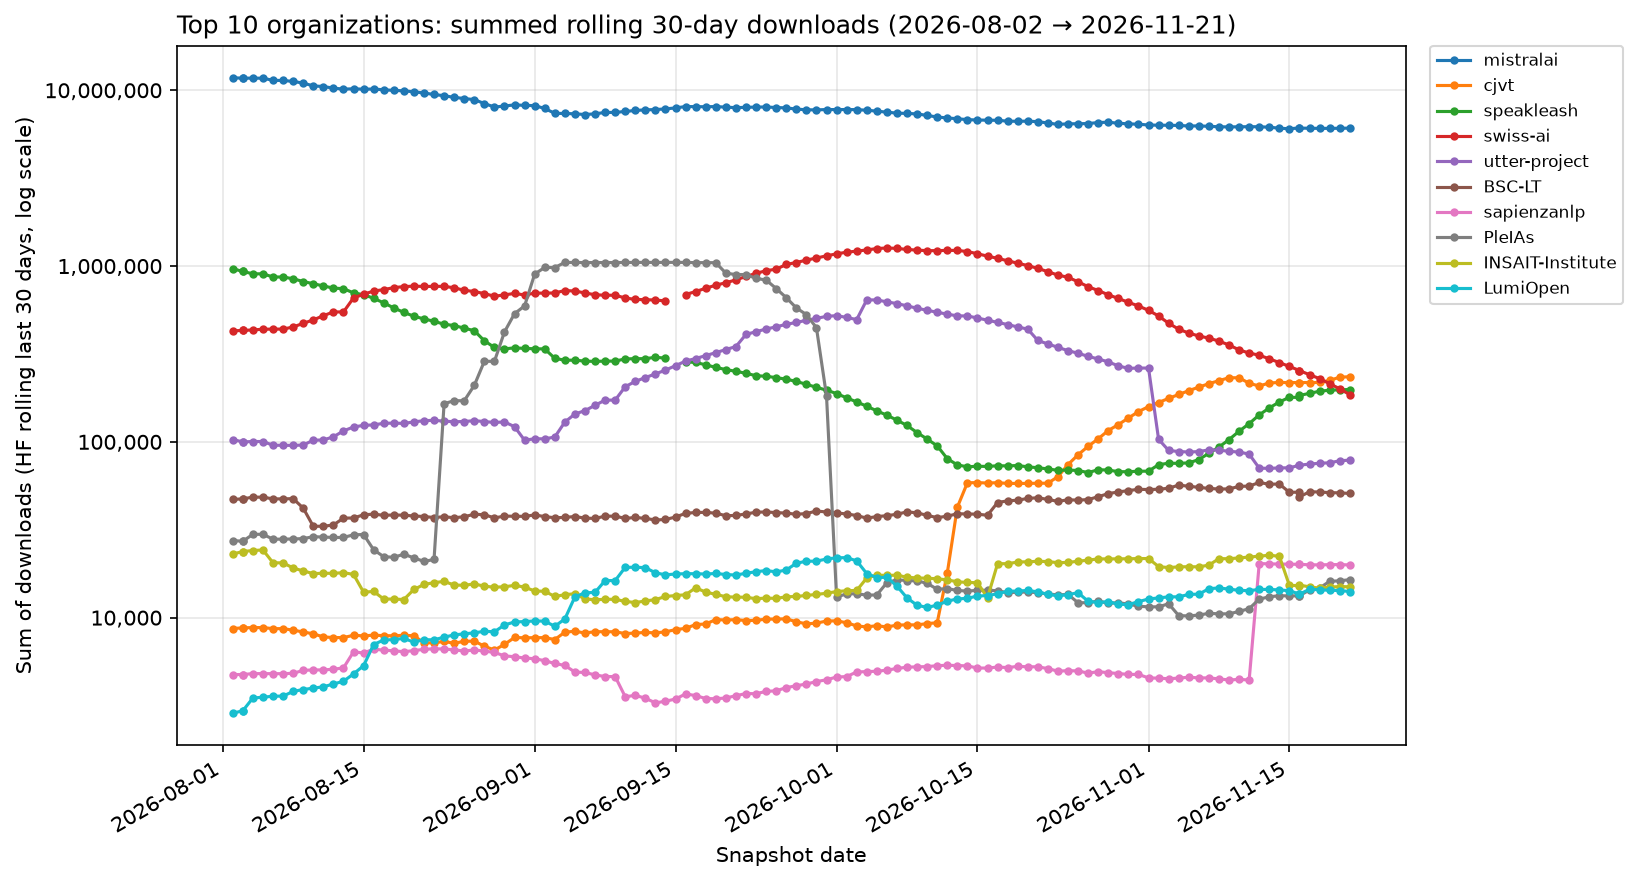 Top 10 organizations: summed rolling 30-day downloads (2026-08-02 → 2026-11-21)
Sum of downloads (HF rolling last 30 days, log scale)
10,000,000
1,000,000
100,000
10,000
2026-08-01
2026-08-15
2026-09-01
2026-09-15
2026-10-01
2026-10-15
2026-11-01
2026-11-15
Snapshot date
mistralai
cjvt
speakleash
swiss-ai
utter-project
BSC-LT
sapienzanlp
PleIAs
INSAIT-Institute
LumiOpen